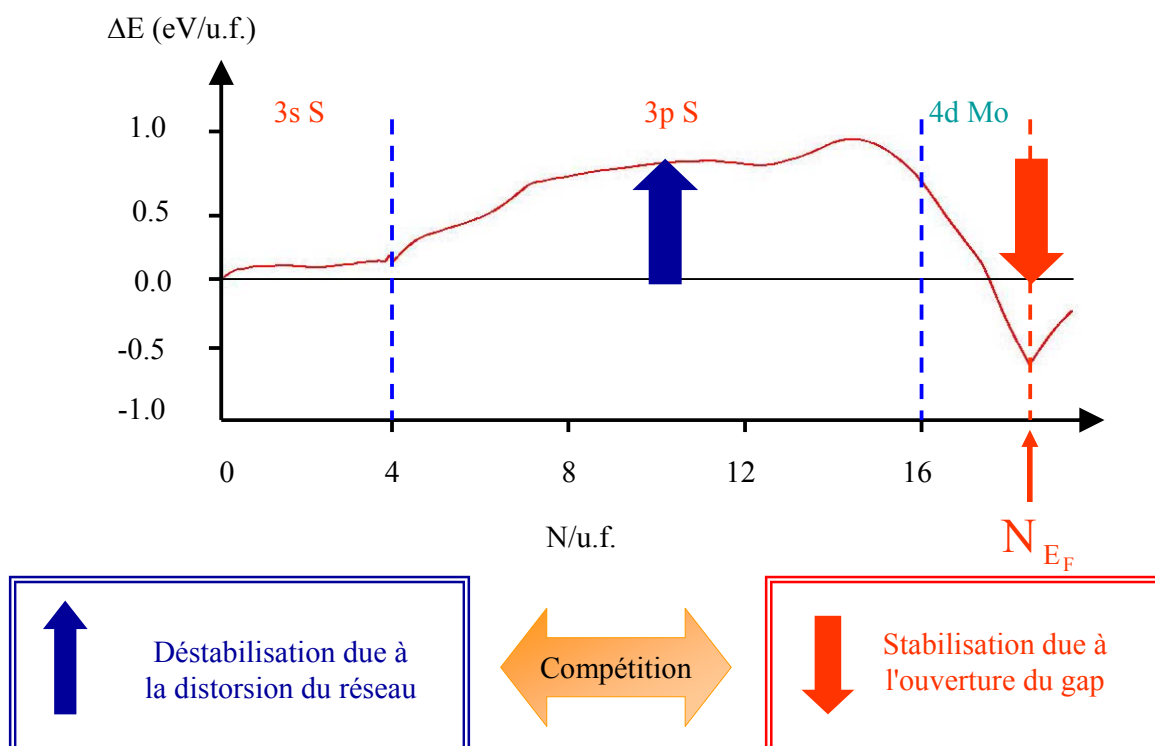 ΔE (eV/u.f.)
3s S
3p S
4d Mo
1.0
0.5
0.0
-0.5
-1.0
0
4
8
12
16
N/u.f.
N E_F
Déstabilisation due à
la distorsion du réseau
Compétition
Stabilisation due à
l'ouverture du gap